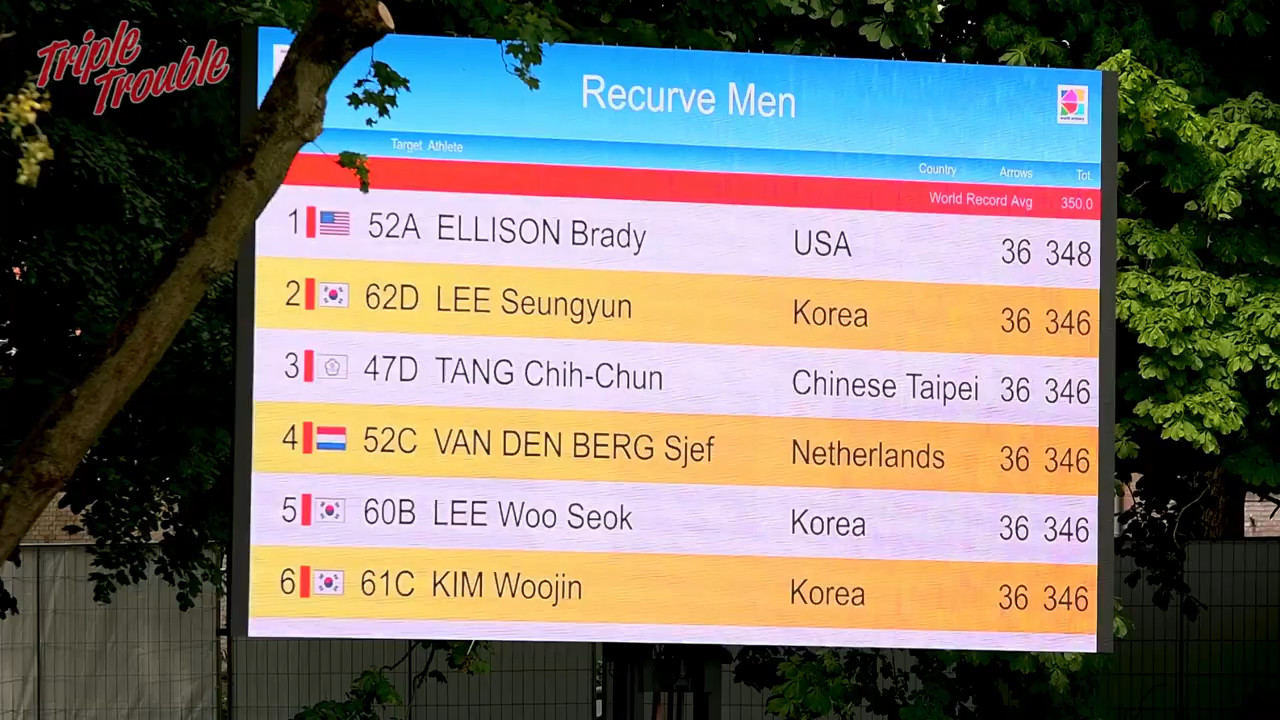 Triple
Trouble
Recurve Men
Target Athlete Country Arrows Tot.
World Record Avg 350.0
1 52A ELLISON Brady USA 36 348
2 62D LEE Seungyun Korea 36 346
3 47D TANG Chih-Chun Chinese Taipei 36 346
4 52C VAN DEN BERG Sjef Netherlands 36 346
5 60B LEE Woo Seok Korea 36 346
6 61C KIM Woojin Korea 36 346